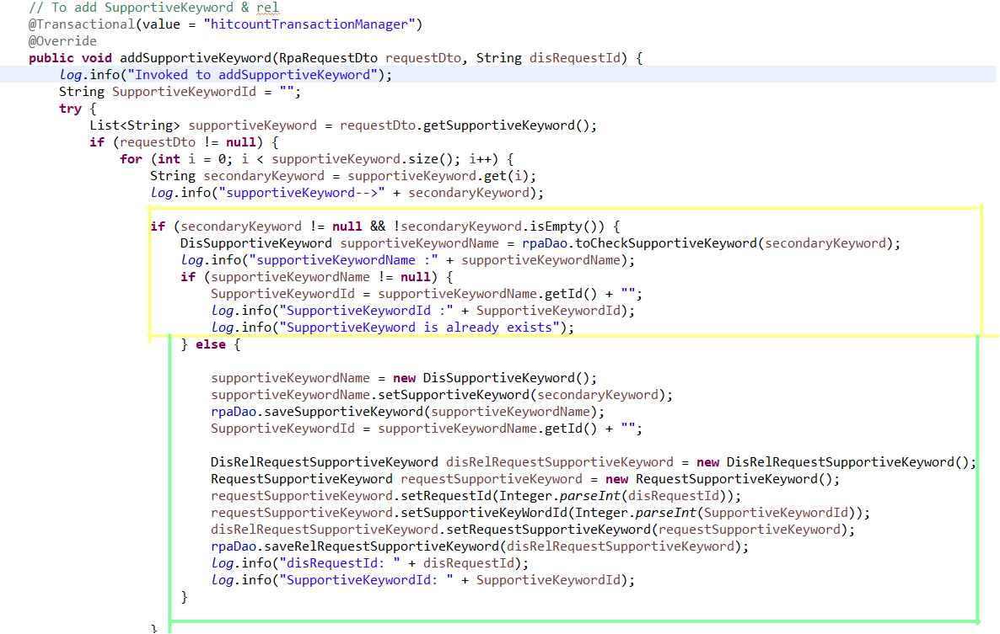 // To add SupportiveKeyword & rel
@Transactional(value = "hitcountTransactionManager")
@Override
public void addSupportiveKeyword(RpaRequestDto requestDto, String disRequestId) {
log.info("Invoked to addSupportiveKeyword");
String SupportiveKeywordId = "";
try {
List<String> supportiveKeyword = requestDto.getSupportiveKeyword();
if (requestDto != null) {
for (int i = 0; i < supportiveKeyword.size(); i++) {
String secondaryKeyword = supportiveKeyword.get(i);
log.info("supportiveKeyword-->" + secondaryKeyword);
if (secondaryKeyword != null && !secondaryKeyword.isEmpty()) {
DisSupportiveKeyword supportiveKeywordName = rpaDao.toCheckSupportiveKeyword(secondaryKeyword);
log.info("supportiveKeywordName :" + supportiveKeywordName);
if (supportiveKeywordName != null) {
SupportiveKeywordId = supportiveKeywordName.getId() + "";
log.info("SupportiveKeywordId :" + SupportiveKeywordId);
log.info("SupportiveKeyword is already exists");
} else {
supportiveKeywordName = new DisSupportiveKeyword();
supportiveKeywordName.setSupportiveKeyword(secondaryKeyword);
rpaDao.saveSupportiveKeyword(supportiveKeywordName);
SupportiveKeywordId = supportiveKeywordName.getId() + "";
DisRelRequestSupportiveKeyword disRelRequestSupportiveKeyword = new DisRelRequestSupportiveKeyword();
RequestSupportiveKeyword requestSupportiveKeyword = new RequestSupportiveKeyword();
requestSupportiveKeyword.setRequestId(Integer.parseInt(disRequestId));
requestSupportiveKeyword.setSupportiveKeyWordId(Integer.parseInt(SupportiveKeywordId));
disRelRequestSupportiveKeyword.setRequestSupportiveKeyword(requestSupportiveKeyword);
rpaDao.saveRelRequestSupportiveKeyword(disRelRequestSupportiveKeyword);
log.info("disRequestId: " + disRequestId);
log.info("SupportiveKeywordId: " + SupportiveKeywordId);
}
}